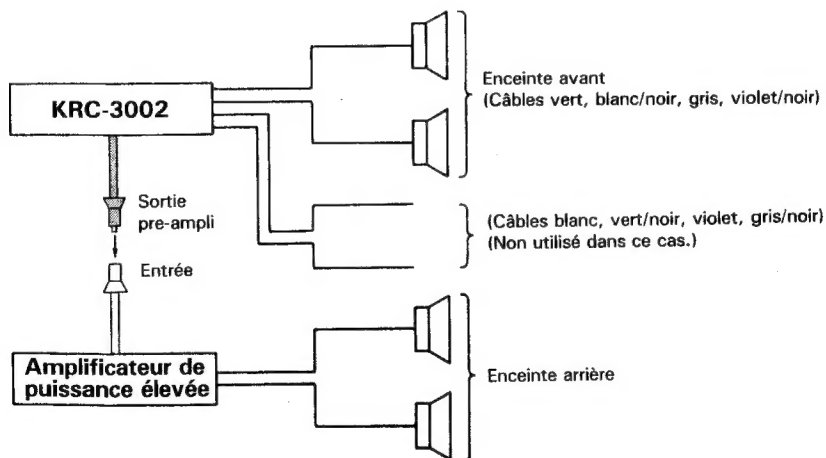 KRC-3002
Enceinte avant
(Câbles vert, blanc/noir, gris, violet/noir)
Sortie
pre-ampli
(Câbles blanc, vert/noir, violet, gris/noir)
(Non utilisé dans ce cas.)
Entrée
Amplificateur de
puissance élevée
Enceinte arrière